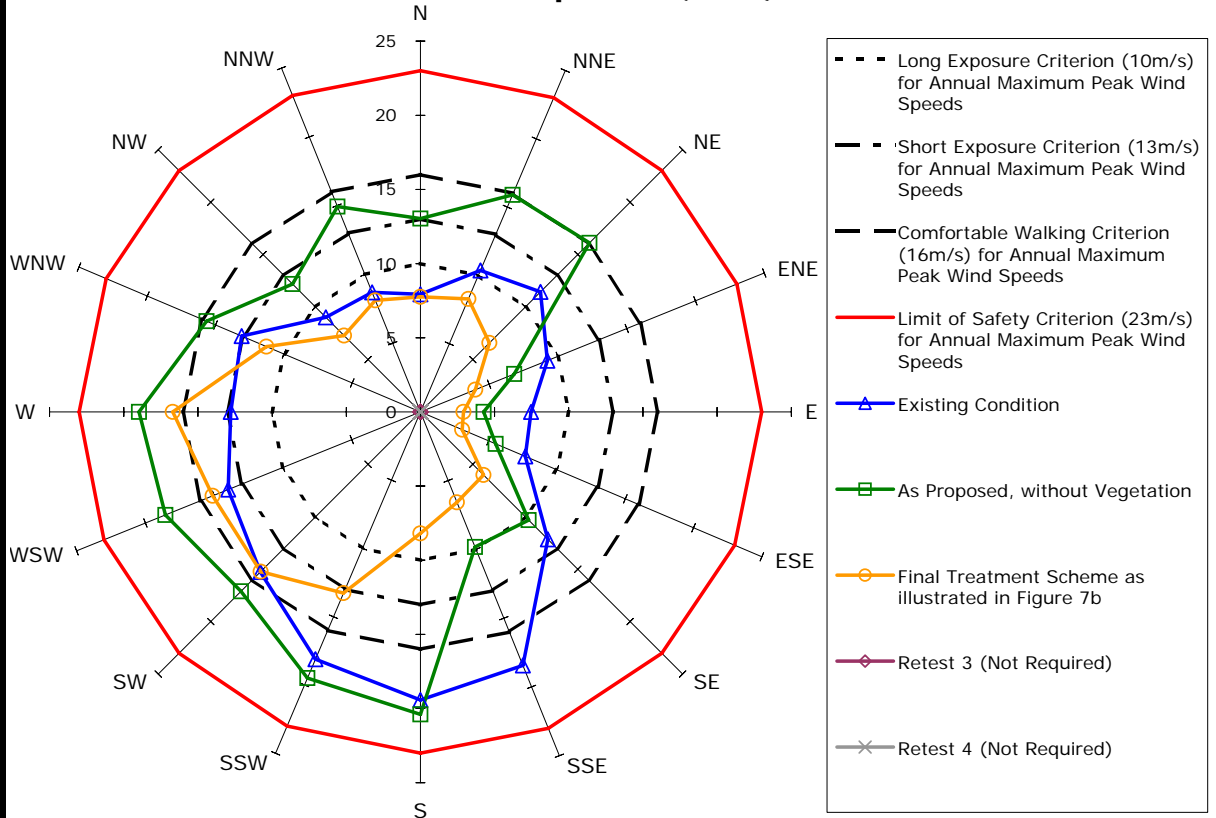 N
NNE
NE
ENE
E
ESE
SE
SSE
S
SSW
SW
WSW
W
WNW
NW
NNW
25
20
15
10
5
0
Long Exposure Criterion (10m/s)
for Annual Maximum Peak Wind
Speeds
Short Exposure Criterion (13m/s)
for Annual Maximum Peak Wind
Speeds
Comfortable Walking Criterion
(16m/s) for Annual Maximum
Peak Wind Speeds
Limit of Safety Criterion (23m/s)
for Annual Maximum Peak Wind
Speeds
Existing Condition
As Proposed, without Vegetation
Final Treatment Scheme as
illustrated in Figure 7b
Retest 3 (Not Required)
Retest 4 (Not Required)